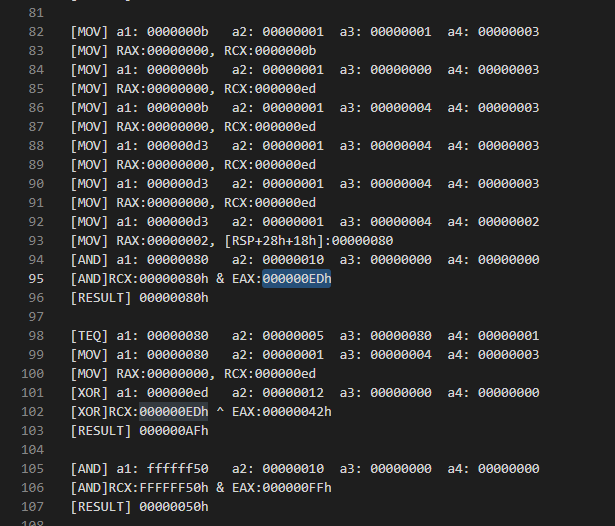 81
82 [MOV] a1: 0000000b a2: 00000001 a3: 00000001 a4: 00000003
83 [MOV] RAX:00000000, RCX:0000000b
84 [MOV] a1: 0000000b a2: 00000001 a3: 00000000 a4: 00000003
85 [MOV] RAX:00000000, RCX:000000ed
86 [MOV] a1: 0000000b a2: 00000001 a3: 00000004 a4: 00000003
87 [MOV] RAX:00000000, RCX:000000ed
88 [MOV] a1: 000000d3 a2: 00000001 a3: 00000004 a4: 00000003
89 [MOV] RAX:00000000, RCX:000000ed
90 [MOV] a1: 000000d3 a2: 00000001 a3: 00000004 a4: 00000003
91 [MOV] RAX:00000000, RCX:000000ed
92 [MOV] a1: 000000d3 a2: 00000001 a3: 00000004 a4: 00000002
93 [MOV] RAX:00000002, [RSP+28h+18h]:00000080
94 [AND] a1: 00000080 a2: 00000010 a3: 00000000 a4: 00000000
95 [AND]RCX:00000080h & EAX:000000EDh
96 [RESULT] 00000080h
97
98 [TEQ] a1: 00000080 a2: 00000005 a3: 00000080 a4: 00000001
99 [MOV] a1: 00000080 a2: 00000001 a3: 00000004 a4: 00000003
100 [MOV] RAX:00000000, RCX:000000ed
101 [XOR] a1: 000000ed a2: 00000012 a3: 00000000 a4: 00000000
102 [XOR]RCX:000000EDh ^ EAX:00000042h
103 [RESULT] 000000AFh
104
105 [AND] a1: ffffff50 a2: 00000010 a3: 00000000 a4: 00000000
106 [AND]RCX:FFFFFF50h & EAX:000000FFh
107 [RESULT] 00000050h